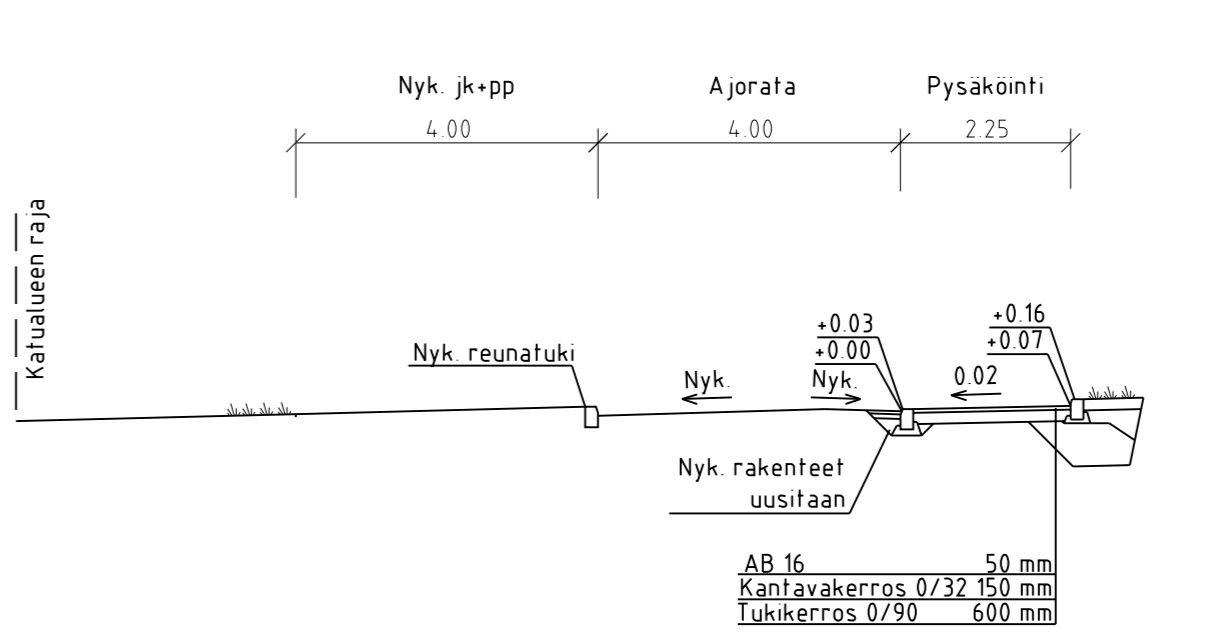 Nyk. jk+pp
Ajorata
Pysäköinti
4.00
4.00
2.25
Katualueen raja
+0.16
+0.03
+0.07
+0.00
Nyk. reunatuki
Nyk.
Nyk.
0.02
Nyk. rakenteet
uusitaan
AB 16 50 mm
Kantavakerros 0/32 150 mm
Tukikerros 0/90 600 mm